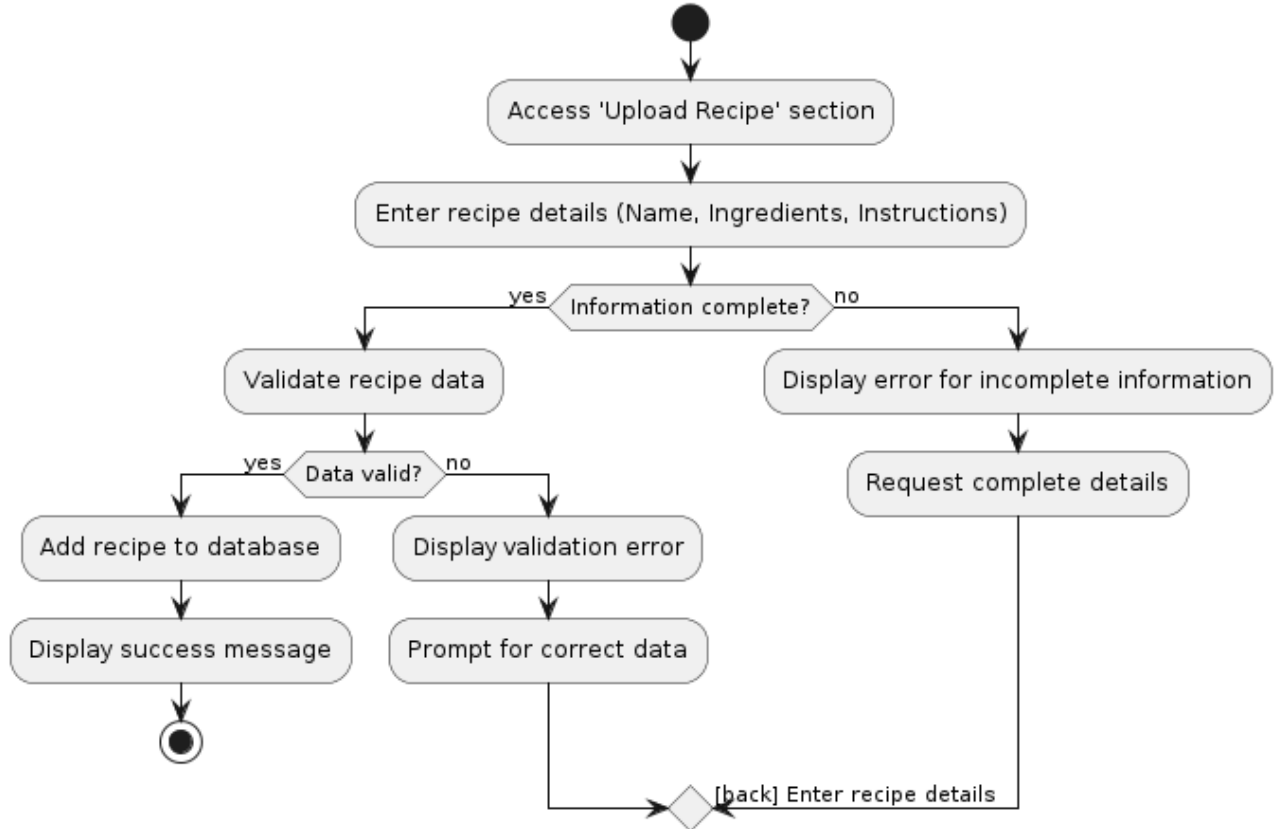 Access 'Upload Recipe' section
Enter recipe details (Name, Ingredients, Instructions)
yes
Information complete?
no
Validate recipe data
Display error for incomplete information
yes
Data valid?
no
Request complete details
Add recipe to database
Display validation error
Display success message
Prompt for correct data
[back] Enter recipe details